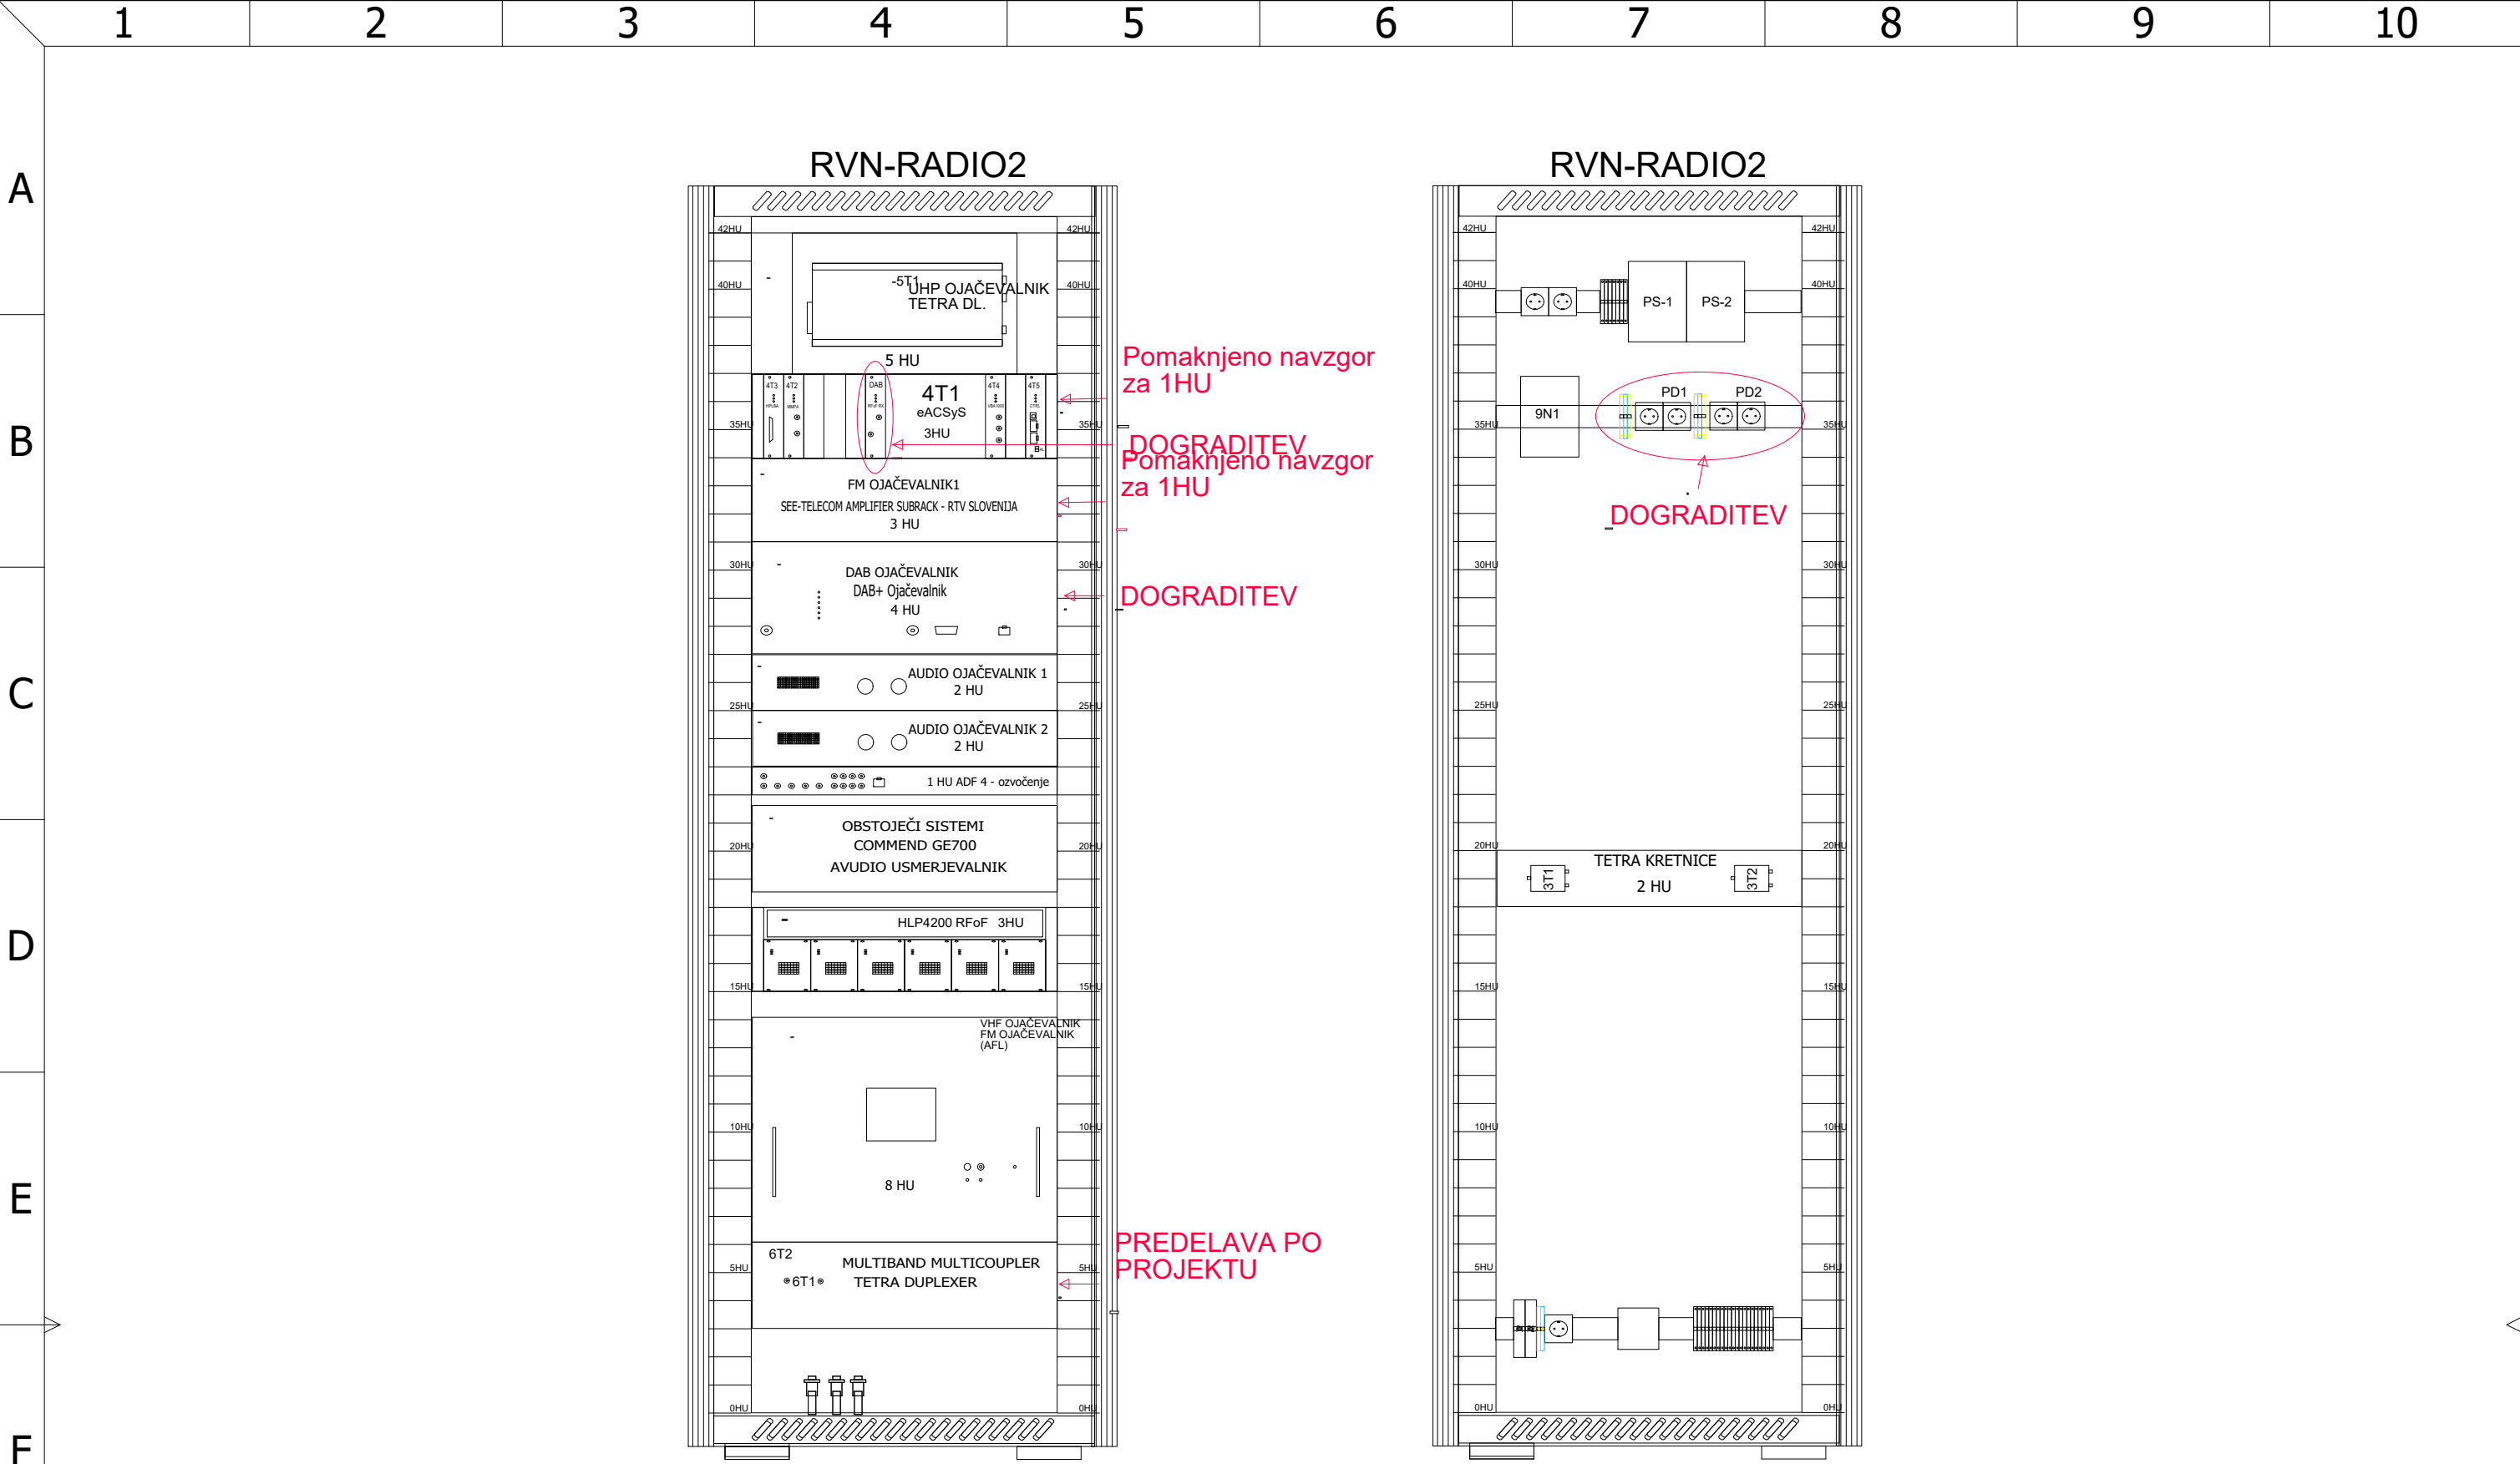 1 2 3 4 5 6 7 8 9 10
A
B
C
D
E
F
RVN-RADIO2
42HU 42HU
40HU 40HU
35HU 35HU
30HU 30HU
25HU 25HU
20HU 20HU
15HU 15HU
10HU 10HU
5HU 5HU
0HU 0HU
-5T1
UHP OJAČEVALNIK
TETRA DL.
5 HU
4T3 4T2 DAB 4T4 4T5
RFoF RX
CTRL
4T1
eACSyS
3HU
FM OJAČEVALNIK1
SEE-TELECOM AMPLIFIER SUBRACK - RTV SLOVENIJA
3 HU
DAB OJAČEVALNIK
DAB+ Ojačevalnik
4 HU
AUDIO OJAČEVALNIK 1
2 HU
AUDIO OJAČEVALNIK 2
2 HU
1 HU ADF 4 - ozvočenje
OBSTOJEČI SISTEMI
COMMEND GE700
AVUDIO USMERJEVALNIK
HLP4200 RFoF 3HU
VHF OJAČEVALNIK
FM OJAČEVALNIK
(AFL)
8 HU
6T2
6T1
MULTIBAND MULTICOUPLER
TETRA DUPLEXER
Pomaknjeno navzgor
za 1HU
DOGRADITEV
Pomaknjeno navzgor
za 1HU
DOGRADITEV
PREDELAVA PO
PROJEKTU
RVN-RADIO2
42HU 42HU
40HU 40HU
35HU 35HU
30HU 30HU
25HU 25HU
20HU 20HU
15HU 15HU
10HU 10HU
5HU 5HU
0HU 0HU
PS-1 PS-2
9N1
PD1 PD2
DOGRADITEV
TETRA KRETNICE
2 HU
3T1 3T2